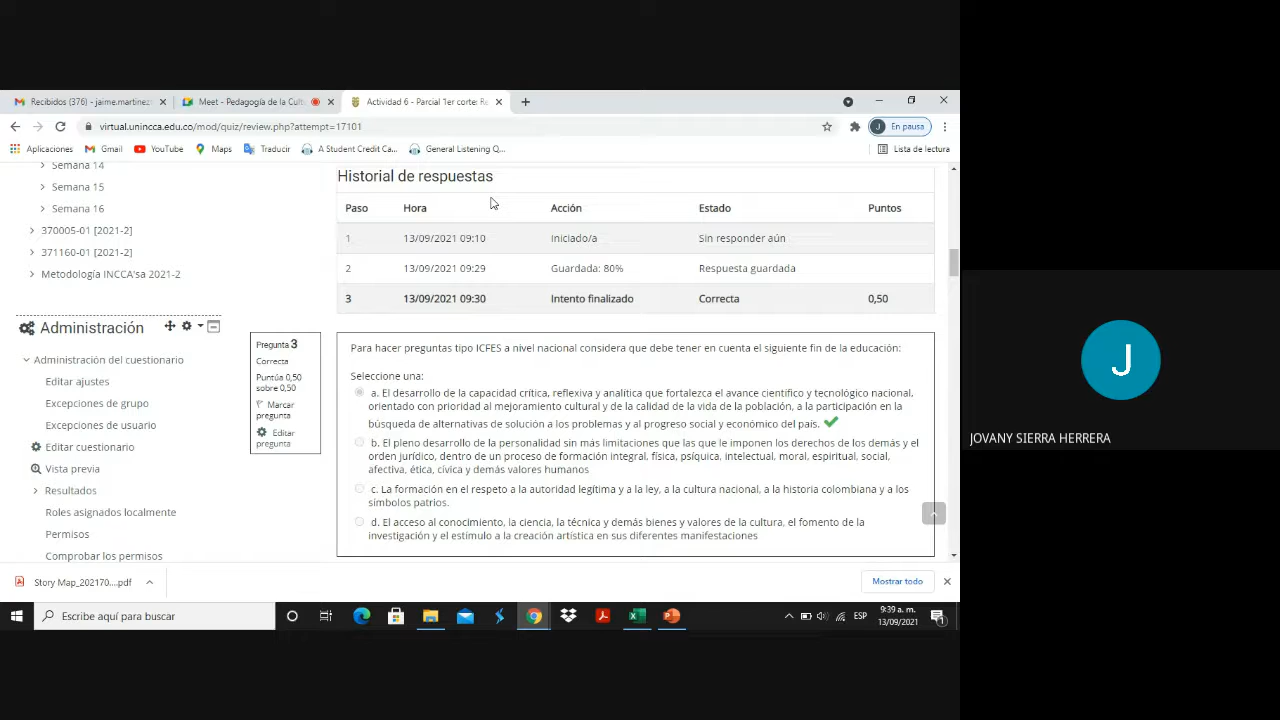 Recibidos (376) - jaime.martinez
Meet - Pedagogía de la Cultu
Actividad 6 - Parcial 1er corte: Re
virtual.unincca.edu.co/mod/quiz/review.php?attempt=17101
J
En pausa
Aplicaciones
Gmail
YouTube
Maps
Traducir
A Student Credit Ca...
General Listening Q...
Lista de lectura
Semana 14
Semana 15
Semana 16
370005-01 [2021-2]
371160-01 [2021-2]
Metodología INCCA'sa 2021-2
Administración
Administración del cuestionario
Editar ajustes
Excepciones de grupo
Excepciones de usuario
Editar cuestionario
Vista previa
Resultados
Roles asignados localmente
Permisos
Comprobar los permisos
Historial de respuestas
Paso Hora Acción Estado Puntos
1 13/09/2021 09:10 Iniciado/a Sin responder aún
2 13/09/2021 09:29 Guardada: 80% Respuesta guardada
3 13/09/2021 09:30 Intento finalizado Correcta 0,50
Pregunta 3
Correcta
Puntúa 0,50
sobre 0,50
Marcar
pregunta
Editar
pregunta
Para hacer preguntas tipo ICFES a nivel nacional considera que debe tener en cuenta el siguiente fin de la educación:
Seleccione una:
a. El desarrollo de la capacidad crítica, reflexiva y analítica que fortalezca el avance científico y tecnológico nacional,
orientado con prioridad al mejoramiento cultural y de la calidad de la vida de la población, a la participación en la
búsqueda de alternativas de solución a los problemas y al progreso social y económico del país.
b. El pleno desarrollo de la personalidad sin más limitaciones que las que le imponen los derechos de los demás y el
orden jurídico, dentro de un proceso de formación integral, física, psíquica, intelectual, moral, espiritual, social,
afectiva, ética, cívica y demás valores humanos
c. La formación en el respeto a la autoridad legítima y a la ley, a la cultura nacional, a la historia colombiana y a los
símbolos patrios.
d. El acceso al conocimiento, la ciencia, la técnica y demás bienes y valores de la cultura, el fomento de la
investigación y el estímulo a la creación artística en sus diferentes manifestaciones
Story Map_202170....pdf
Mostrar todo
Escribe aquí para buscar
ESP
9:39 a. m.
13/09/2021
1
J
JOVANY SIERRA HERRERA